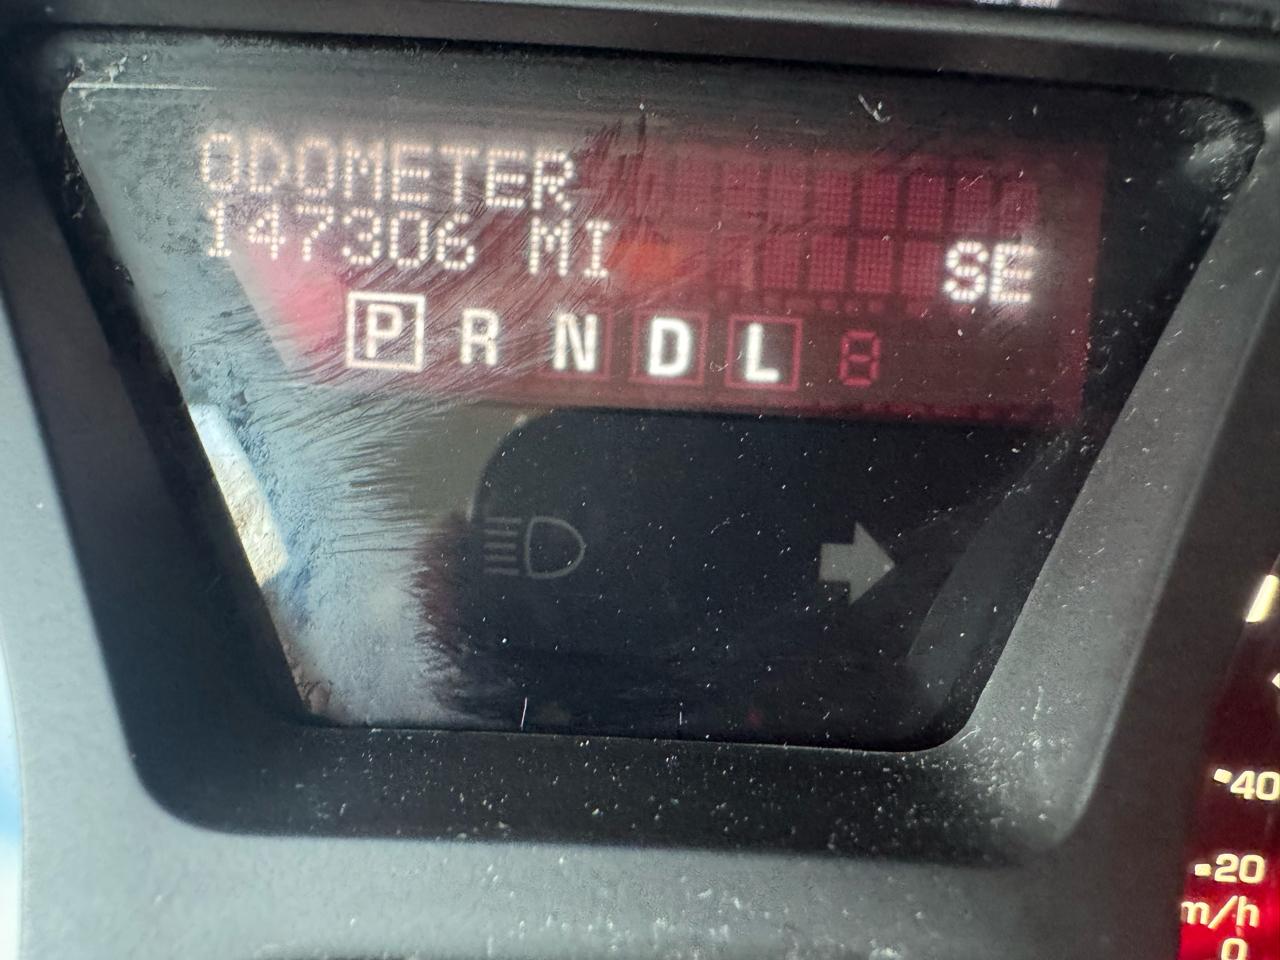 ODOMETER
147306 MI SE
P R N D L 8
40
20
m/h
0